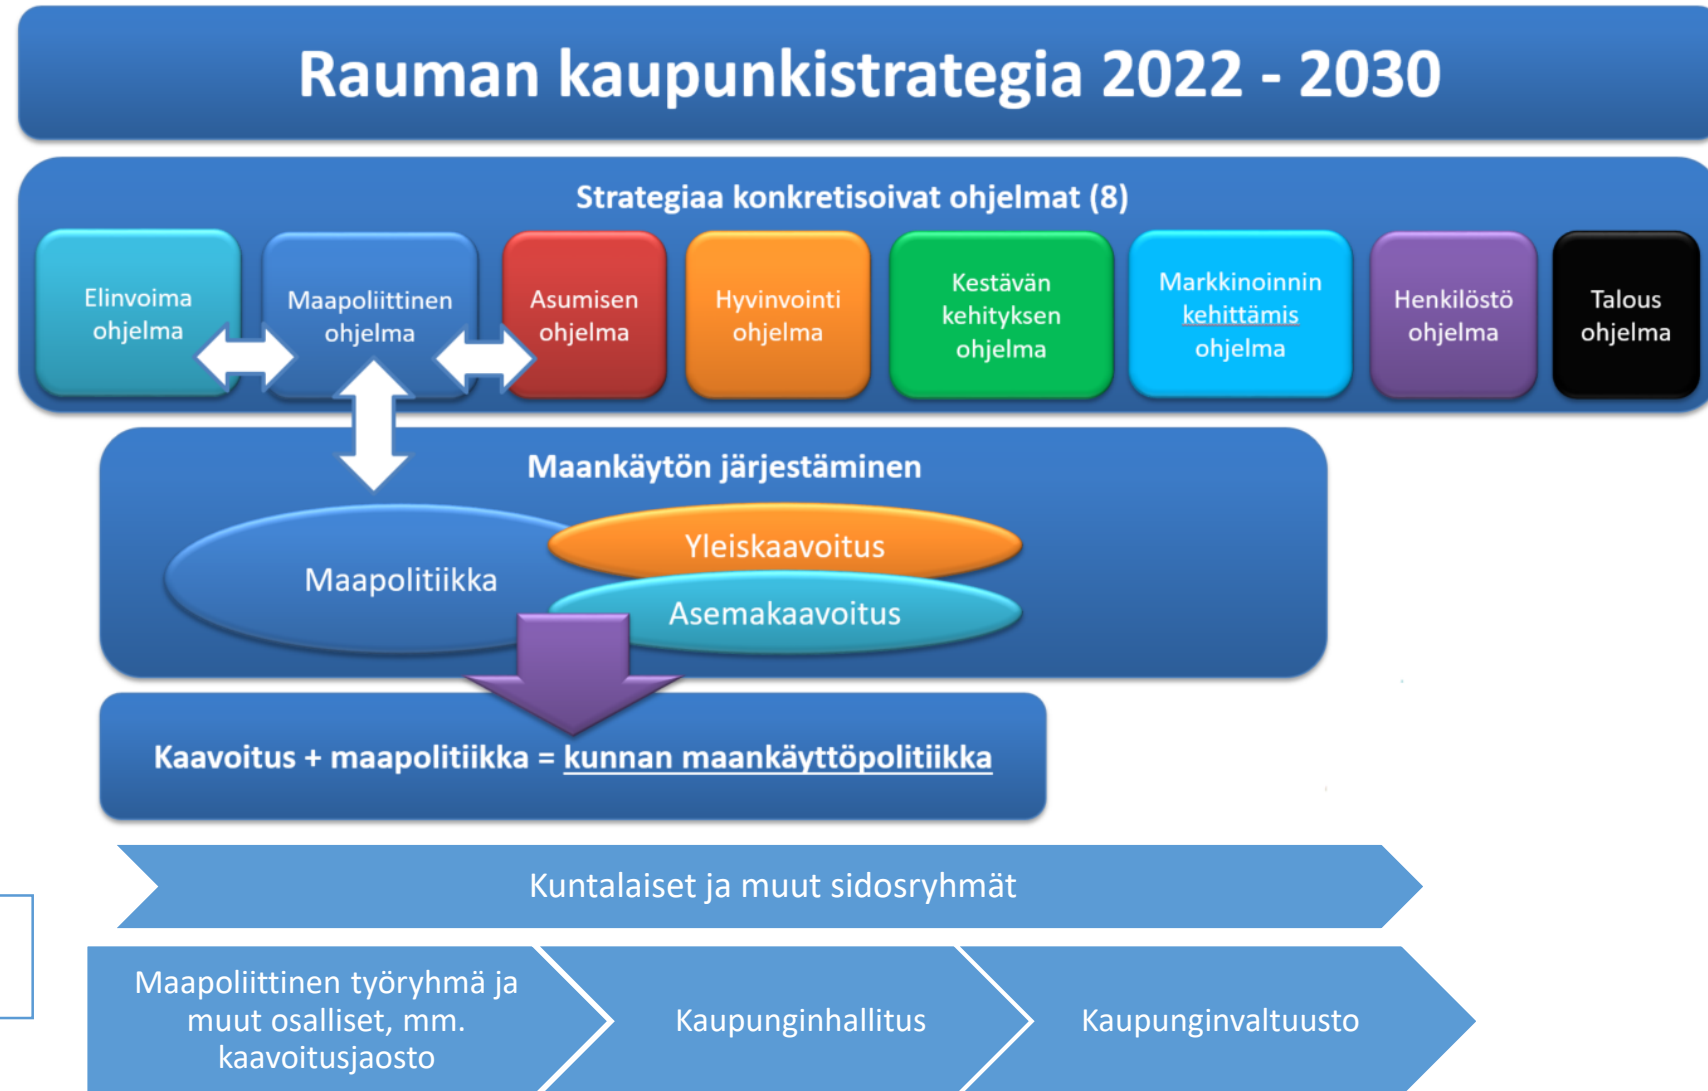 Rauman kaupunkistrategia 2022 - 2030
Strategiaa konkretisoivat ohjelmat (8)
Elinvoima
ohjelma
Maapoliittinen
ohjelma
Asumisen
ohjelma
Hyvinvointi
ohjelma
Kestävän
kehityksen
ohjelma
Markkinoinnin
kehittämis
ohjelma
Henkilöstö
ohjelma
Talous
ohjelma
Maankäytön järjestäminen
Maapolitiikka
Yleiskaavoitus
Asemakaavoitus
Kaavoitus + maapolitiikka = kunnan maankäyttöpolitiikka
Kuntalaiset ja muut sidosryhmät
Maapoliittinen työryhmä ja
muut osalliset, mm.
kaavoitusjaosto
Kaupunginhallitus
Kaupunginvaltuusto